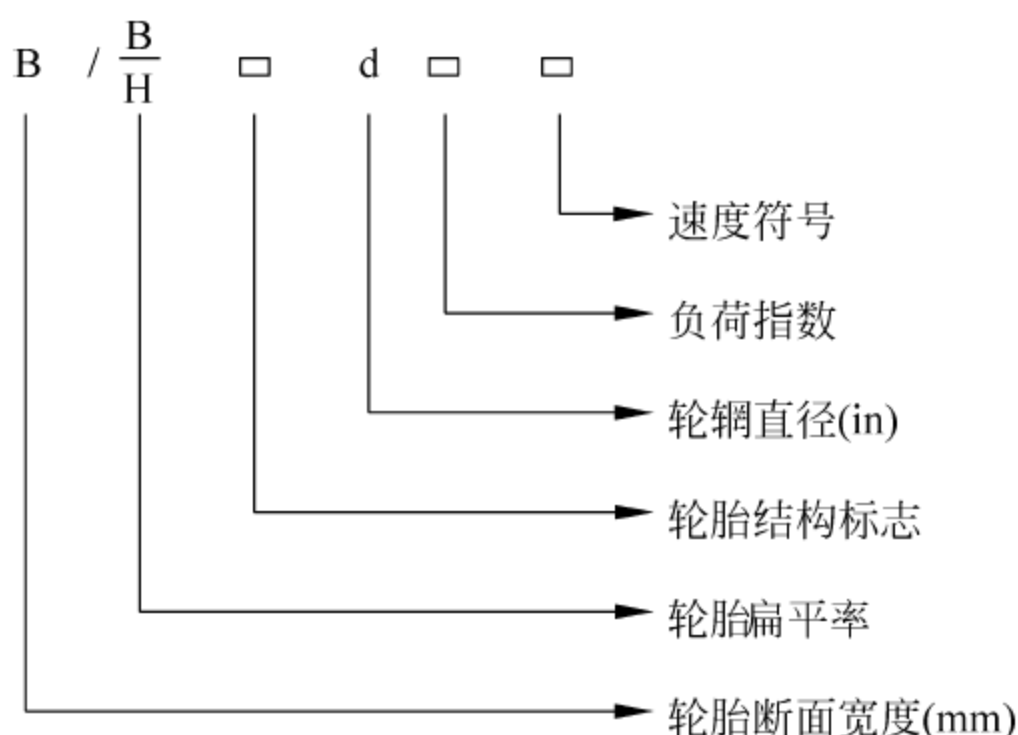 B / B/H □ d □ □
速度符号
负荷指数
轮辋直径(in)
轮胎结构标志
轮胎扁平率
轮胎断面宽度(mm)